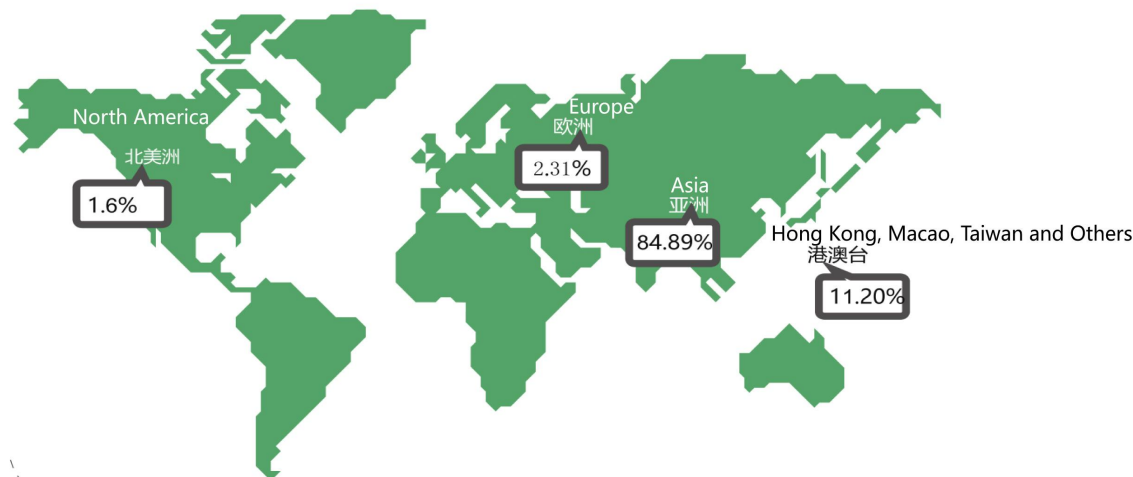 North America
北美洲
1.6%
Europe
欧洲
2.31%
Asia
亚洲
84.89%
Hong Kong, Macao, Taiwan and Others
港澳台
11.20%